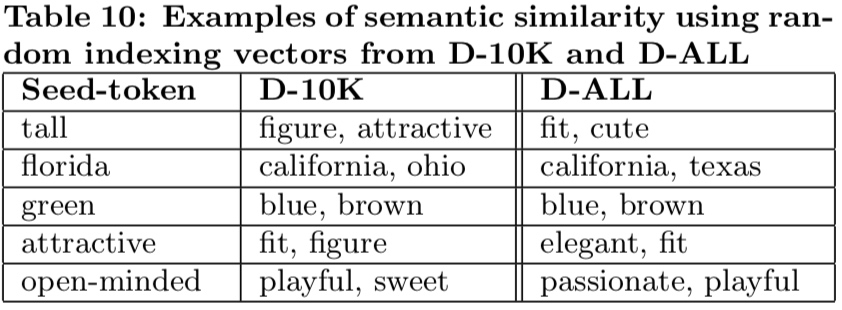 Table 10: Examples of semantic similarity using ran-
dom indexing vectors from D-10K and D-ALL
Seed-token D-10K D-ALL
tall figure, attractive fit, cute
florida california, ohio california, texas
green blue, brown blue, brown
attractive fit, figure elegant, fit
open-minded playful, sweet passionate, playful